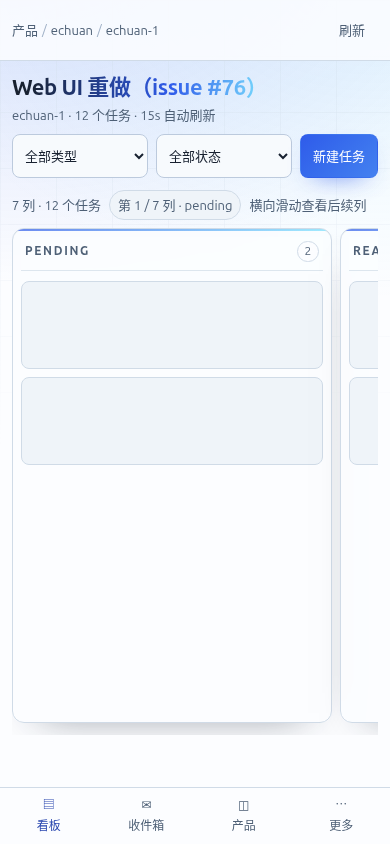 产品 / echuan / echuan-1 刷新
Web UI 重做（issue #76）
echuan-1 · 12 个任务 · 15s 自动刷新
全部类型 全部状态 新建任务
7 列 · 12 个任务 第 1 / 7 列 · pending 横向滑动查看后续列
PENDING 2 REA
看板 收件箱 产品 更多